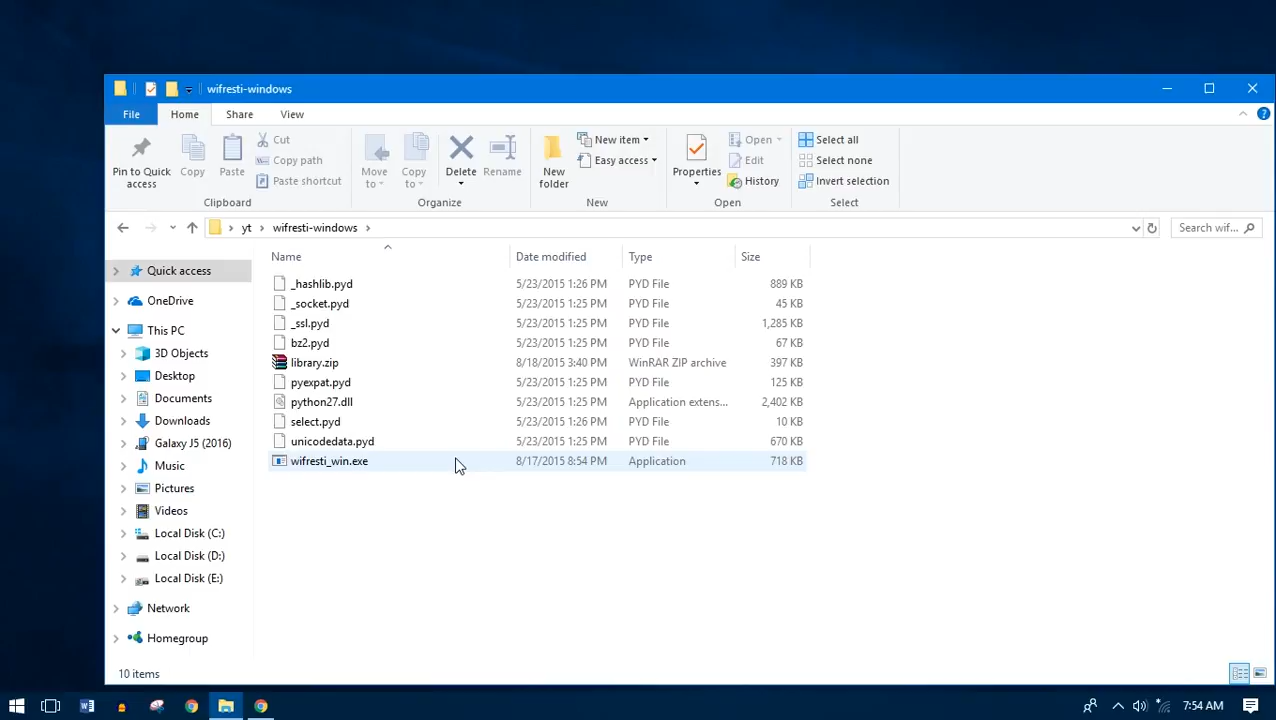 wifresti-windows
File Home Share View
Pin to Quick access
Copy
Paste
Cut
Copy path
Paste shortcut
Clipboard
Move to
Copy to
Delete
Rename
Organize
New folder
New item
Easy access
New
Properties
Open
Edit
History
Open
Select all
Select none
Invert selection
Select
yt wifresti-windows
Search wif...
Quick access
OneDrive
This PC
3D Objects
Desktop
Documents
Downloads
Galaxy J5 (2016)
Music
Pictures
Videos
Local Disk (C:)
Local Disk (D:)
Local Disk (E:)
Network
Homegroup
Name Date modified Type Size
_hashlib.pyd 5/23/2015 1:26 PM PYD File 889 KB
_socket.pyd 5/23/2015 1:25 PM PYD File 45 KB
_ssl.pyd 5/23/2015 1:25 PM PYD File 1,285 KB
bz2.pyd 5/23/2015 1:25 PM PYD File 67 KB
library.zip 8/18/2015 3:40 PM WinRAR ZIP archive 397 KB
pyexpat.pyd 5/23/2015 1:25 PM PYD File 125 KB
python27.dll 5/23/2015 1:25 PM Application extens... 2,402 KB
select.pyd 5/23/2015 1:26 PM PYD File 10 KB
unicodedata.pyd 5/23/2015 1:25 PM PYD File 670 KB
wifresti_win.exe 8/17/2015 8:54 PM Application 718 KB
10 items
7:54 AM